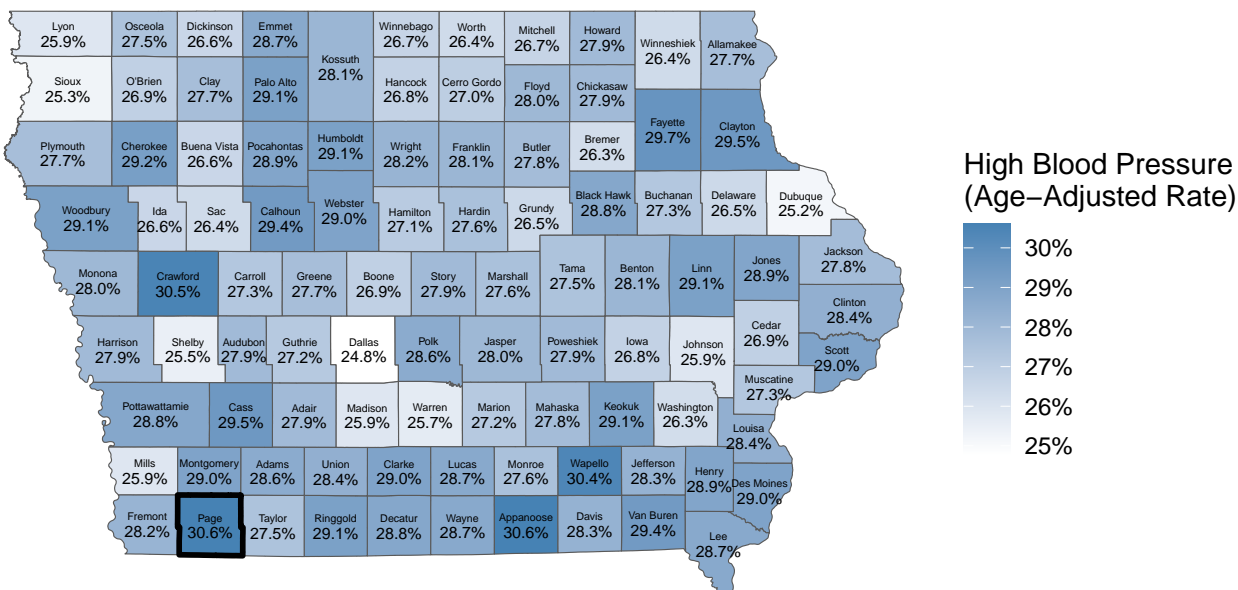 Lyon
25.9%
Osceola
27.5%
Dickinson
26.6%
Emmet
28.7%
Kossuth
28.1%
Winnebago
26.7%
Worth
26.4%
Mitchell
26.7%
Howard
27.9%
Winneshiek
26.4%
Allamakee
27.7%
Sioux
25.3%
O'Brien
26.9%
Clay
27.7%
Palo Alto
29.1%
Hancock
26.8%
Cerro Gordo
27.0%
Floyd
28.0%
Chickasaw
27.9%
Fayette
29.7%
Clayton
29.5%
Plymouth
27.7%
Cherokee
29.2%
Buena Vista
26.6%
Pocahontas
28.9%
Humboldt
29.1%
Wright
28.2%
Franklin
28.1%
Butler
27.8%
Bremer
26.3%
Woodbury
29.1%
Ida
26.6%
Sac
26.4%
Calhoun
29.4%
Webster
29.0%
Hamilton
27.1%
Hardin
27.6%
Grundy
26.5%
Black Hawk
28.8%
Buchanan
27.3%
Delaware
26.5%
Dubuque
25.2%
Monona
28.0%
Crawford
30.5%
Carroll
27.3%
Greene
27.7%
Boone
26.9%
Story
27.9%
Marshall
27.6%
Tama
27.5%
Benton
28.1%
Linn
29.1%
Jones
28.9%
Jackson
27.8%
Clinton
28.4%
Harrison
27.9%
Shelby
25.5%
Audubon
27.9%
Guthrie
27.2%
Dallas
24.8%
Polk
28.6%
Jasper
28.0%
Poweshiek
27.9%
Iowa
26.8%
Johnson
25.9%
Cedar
26.9%
Scott
29.0%
Muscatine
27.3%
Pottawattamie
28.8%
Cass
29.5%
Adair
27.9%
Madison
25.9%
Warren
25.7%
Marion
27.2%
Mahaska
27.8%
Keokuk
29.1%
Washington
26.3%
Louisa
28.4%
Mills
25.9%
Montgomery
29.0%
Adams
28.6%
Union
28.4%
Clarke
29.0%
Lucas
28.7%
Monroe
27.6%
Wapello
30.4%
Jefferson
28.3%
Henry
28.9%
Des Moines
29.0%
Fremont
28.2%
Page
30.6%
Taylor
27.5%
Ringgold
29.1%
Decatur
28.8%
Wayne
28.7%
Appanoose
30.6%
Davis
28.3%
Van Buren
29.4%
Lee
28.7%
High Blood Pressure
(Age−Adjusted Rate)
30%
29%
28%
27%
26%
25%